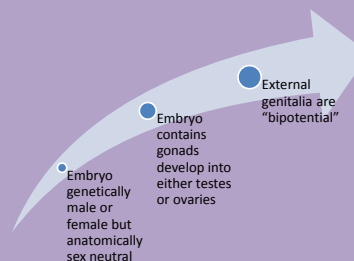 Embryo
genetically
male or
female but
anatomically
sex neutral
Embryo
contains
gonads
develop into
either testes
or ovaries
External
genitalia are
“bipotential”